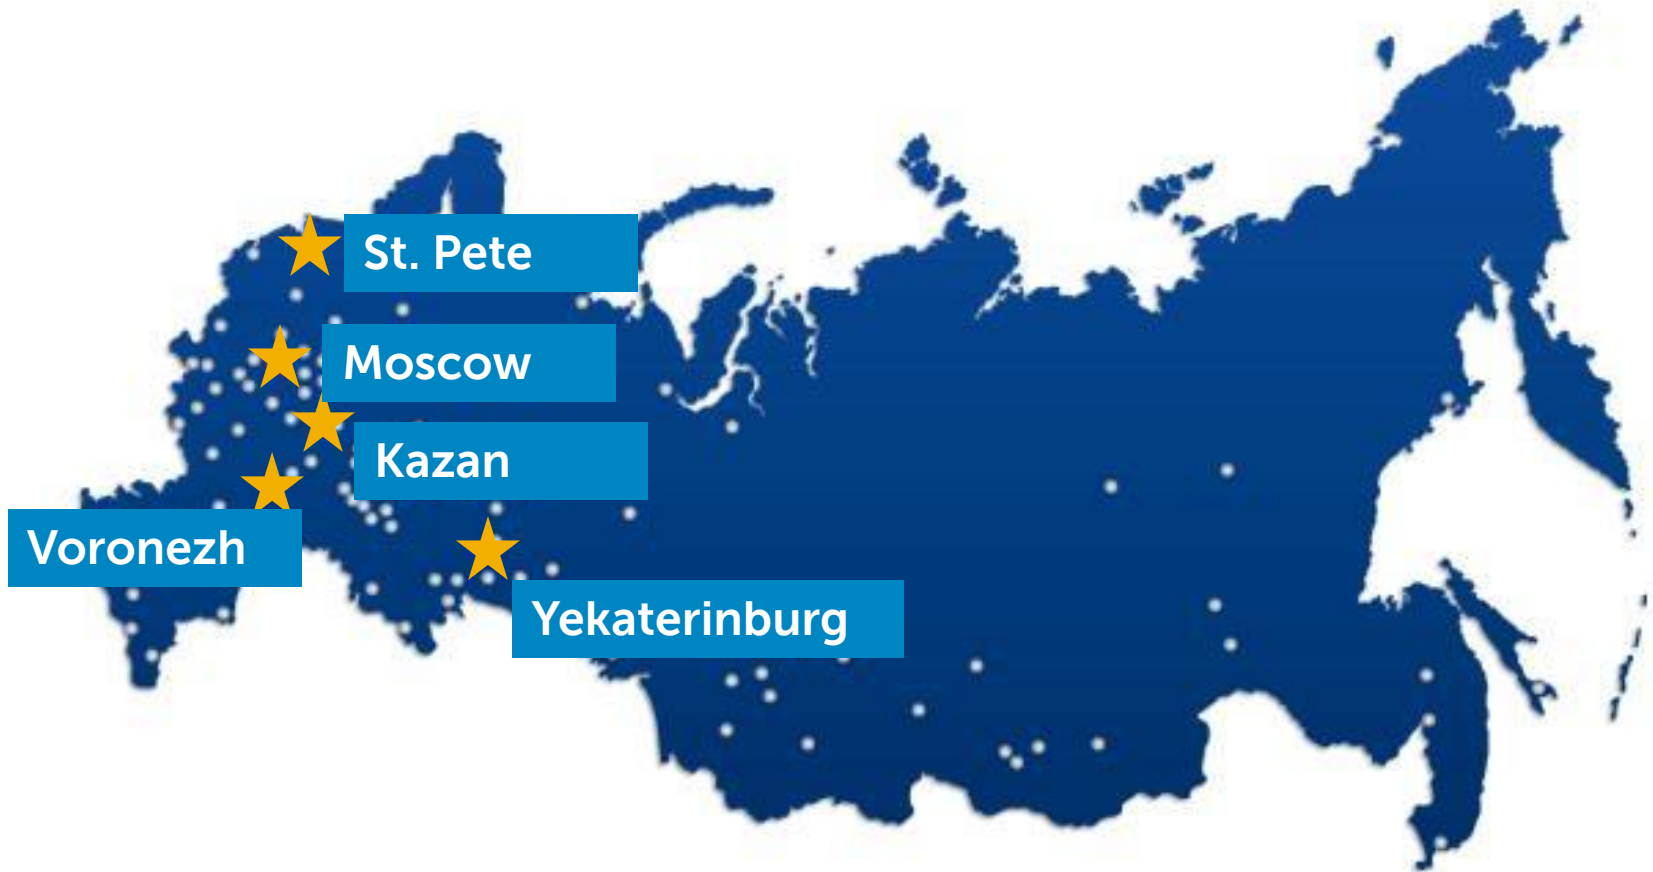 St. Pete
Moscow
Kazan
Voronezh
Yekaterinburg